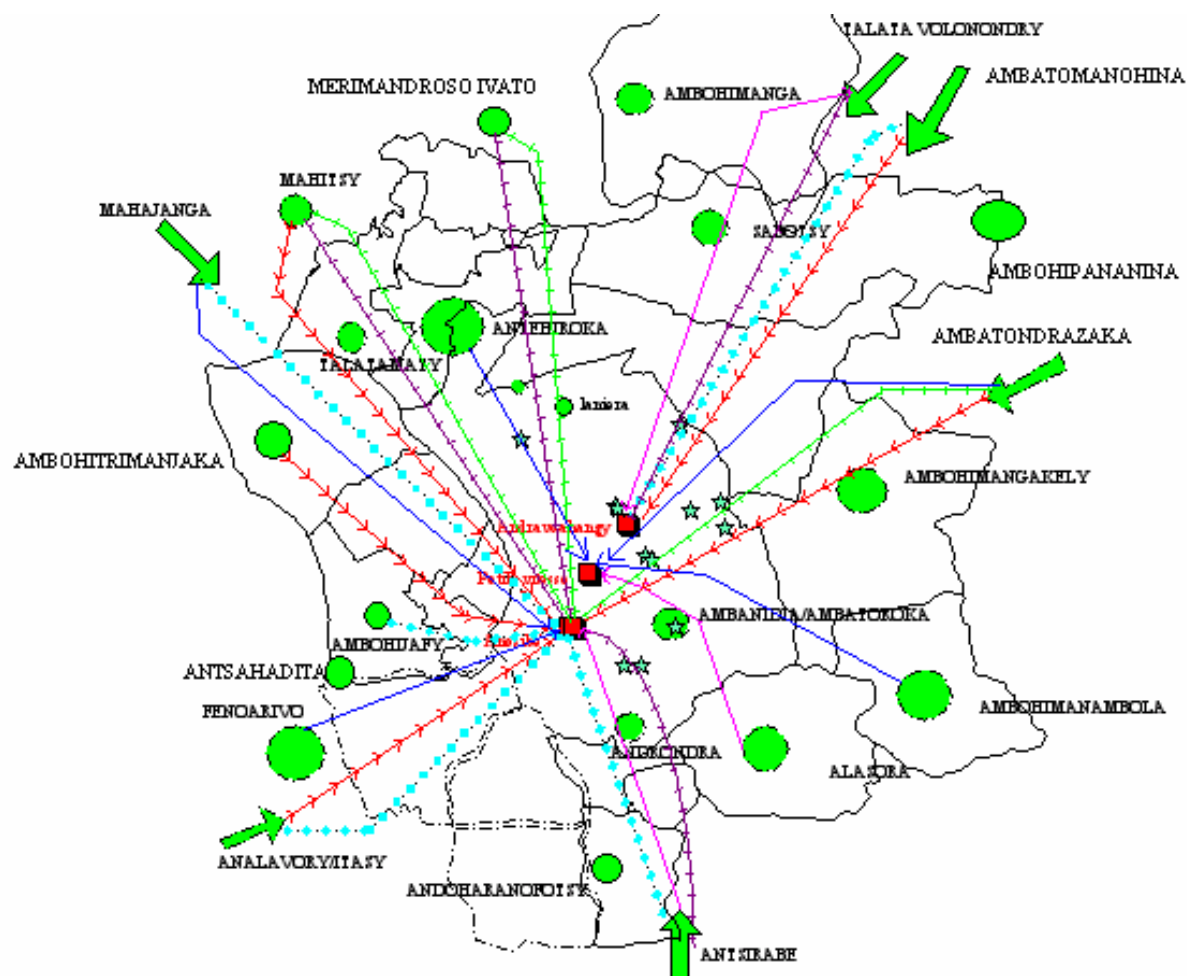 TALATA VOLONONDRY
AMBATOMANOHINA
MERIMANDROSO IVATO
AMBOHIMANGA
MAHITSY
MAHAJANGA
SABOTSY
AMBOHIPANANINA
ANTEHIROKA
AMBATONDRAZAKA
TALATAMATY
laniera
AMBOHITRIMANJAKA
AMBOHIMANGAKELY
Andravoahangy
AMBANIDIA/AMBATOROKA
AMBOHIJAFY
ANTSAHADITA
FENOARIVO
AMBOHIMANAMBOLA
ANDRONDRA
ALASORA
ANALAVORY/ITASY
ANDOHARANOFOTSY
ANTSIRABE